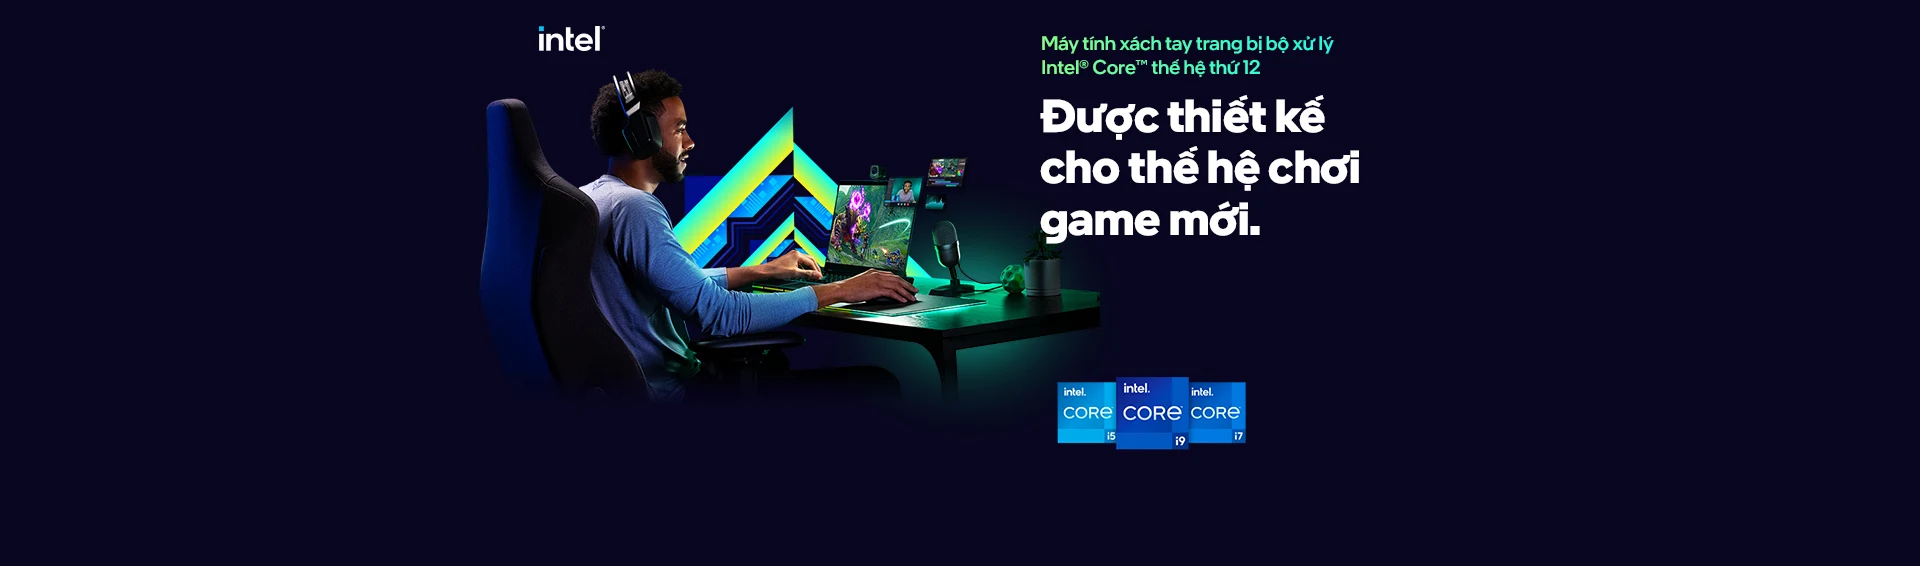 intel
Máy tính xách tay trang bị bộ xử lý
Intel® Core™ thế hệ thứ 12
Được thiết kế
cho thế hệ chơi
game mới.
intel.
CORE
i5
intel.
CORE
i9
intel.
CORE
i7